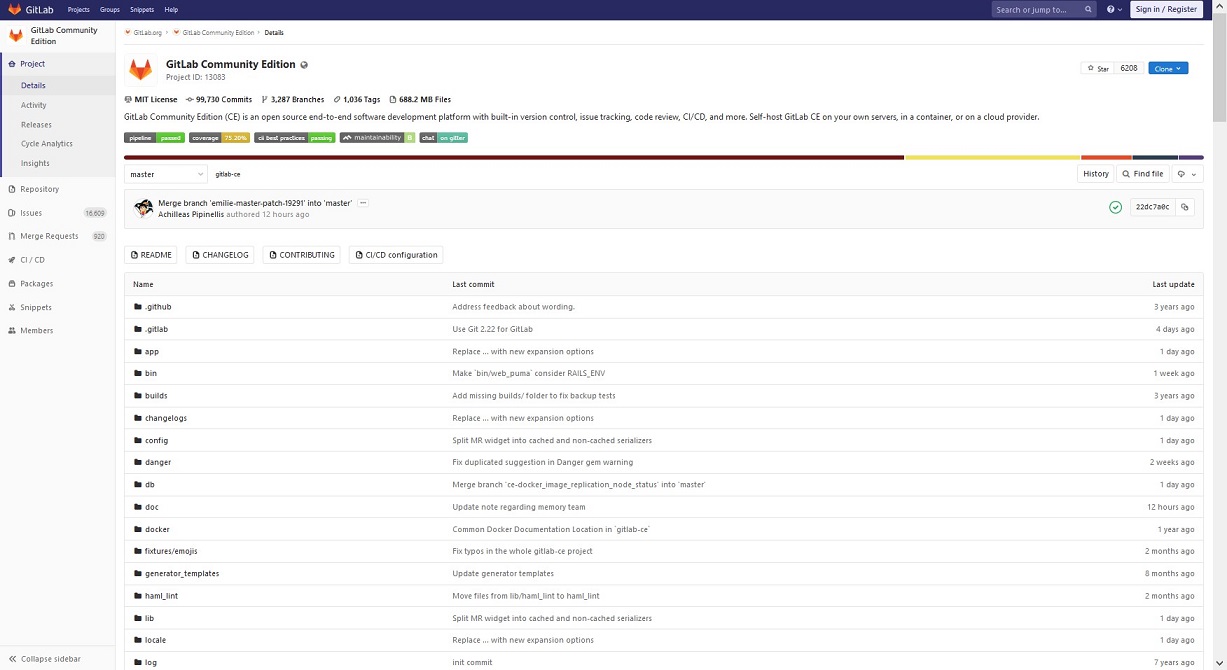 GitLab Projects Groups Snippets Help Search or jump to... Sign in / Register
GitLab Community Edition
GitLab.org > GitLab Community Edition > Details
GitLab Community Edition
Project ID: 13083
Star 6208 Clone
MIT License 99,730 Commits 3,287 Branches 1,036 Tags 688.2 MB Files
GitLab Community Edition (CE) is an open source end-to-end software development platform with built-in version control, issue tracking, code review, CI/CD, and more. Self-host GitLab CE on your own servers, in a container, or on a cloud provider.
pipeline passed coverage 75.20% cii best practices passing maintainability B chat on gitter
master gitlab-ce History Find file
Merge branch 'emilie-master-patch-19291' into 'master' ...
Achilleas Pipinellis authored 12 hours ago
22dc7a0c
README CHANGELOG CONTRIBUTING CI/CD configuration
Project
Details
Activity
Releases
Cycle Analytics
Insights
Repository
Issues 16,609
Merge Requests 920
CI / CD
Packages
Snippets
Members
Collapse sidebar
Name Last commit Last update
.github Address feedback about wording. 3 years ago
.gitlab Use Git 2.22 for GitLab 4 days ago
app Replace ... with new expansion options 1 day ago
bin Make `bin/web_puma` consider RAILS_ENV 1 week ago
builds Add missing builds/ folder to fix backup tests 3 years ago
changelogs Replace ... with new expansion options 1 day ago
config Split MR widget into cached and non-cached serializers 1 day ago
danger Fix duplicated suggestion in Danger gem warning 2 weeks ago
db Merge branch 'ce-docker_image_replication_node_status' into 'master' 1 day ago
doc Update note regarding memory team 12 hours ago
docker Common Docker Documentation Location in `gitlab-ce` 1 year ago
fixtures/emojis Fix typos in the whole gitlab-ce project 2 months ago
generator_templates Update generator templates 8 months ago
haml_lint Move files from lib/haml_lint to haml_lint 2 months ago
lib Split MR widget into cached and non-cached serializers 1 day ago
locale Replace ... with new expansion options 1 day ago
log init commit 7 years ago